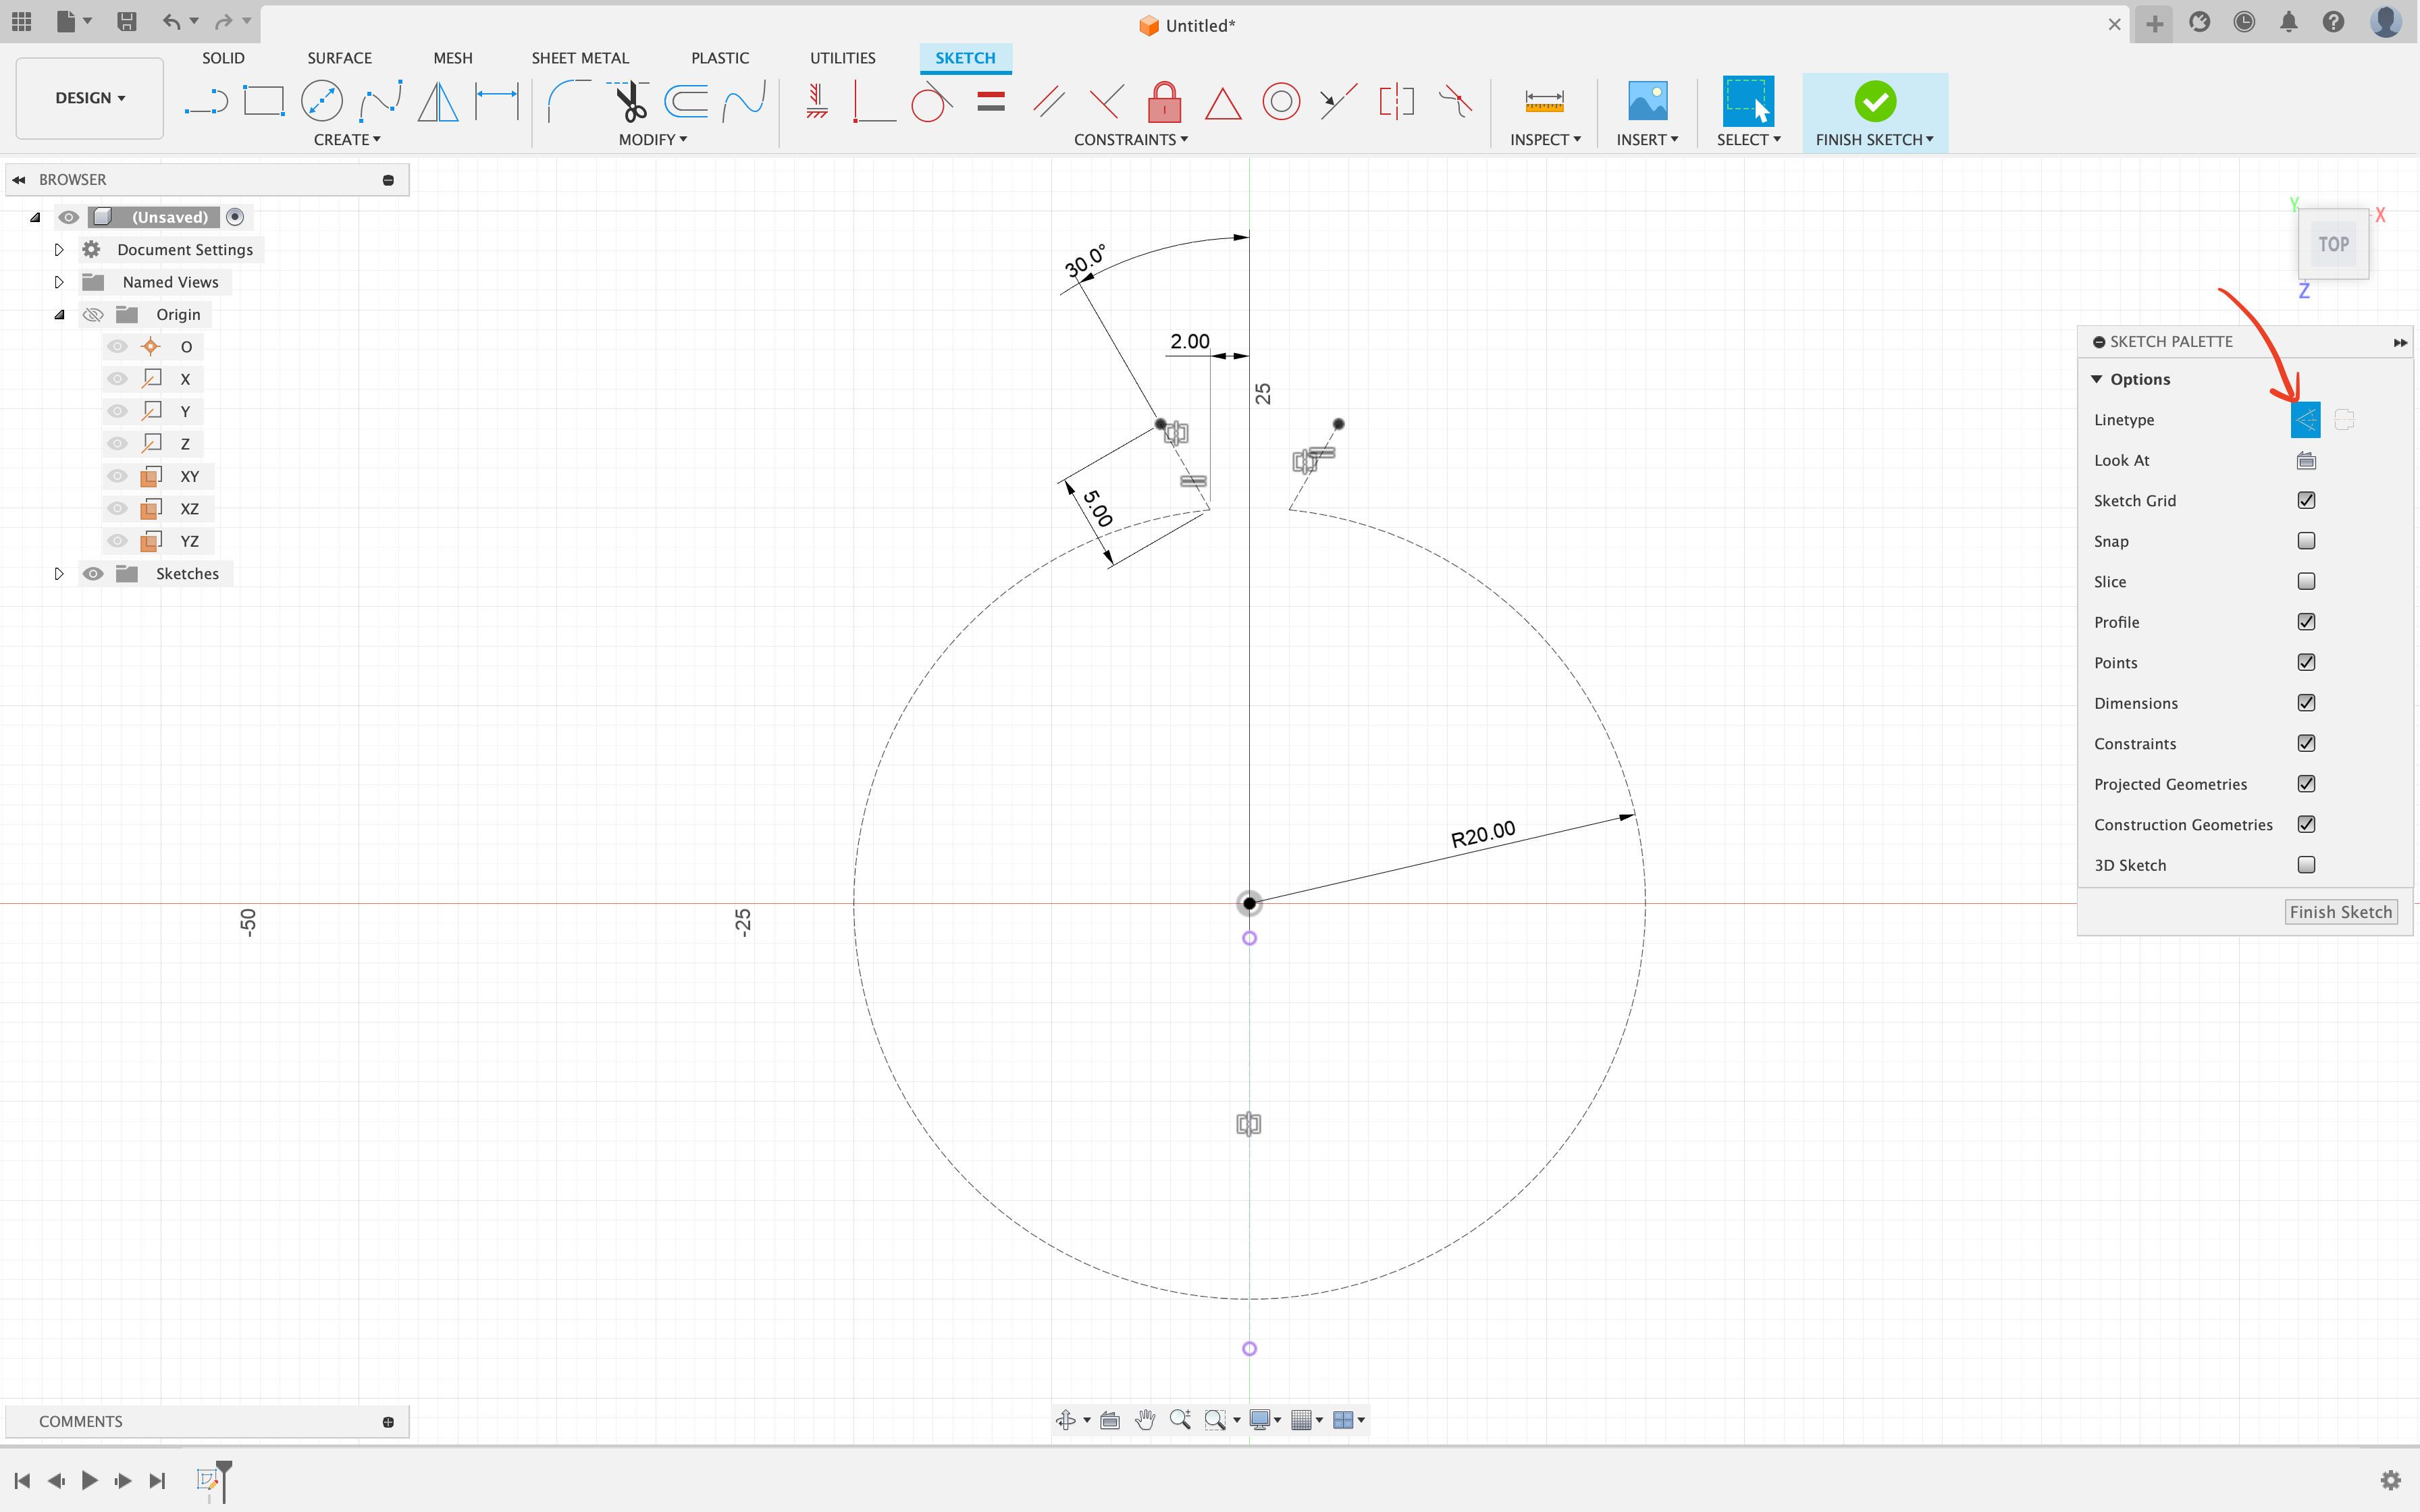 Untitled*
SOLID SURFACE MESH SHEET METAL PLASTIC UTILITIES SKETCH
DESIGN
CREATE MODIFY CONSTRAINTS INSPECT INSERT SELECT FINISH SKETCH
BROWSER
(Unsaved)
Document Settings
Named Views
Origin
O
X
Y
Z
XY
XZ
YZ
Sketches
30.0°
2.00
25
5.00
R20.00
-50
-25
Y
X
TOP
Z
SKETCH PALETTE
Options
Linetype
Look At
Sketch Grid
Snap
Slice
Profile
Points
Dimensions
Constraints
Projected Geometries
Construction Geometries
3D Sketch
Finish Sketch
COMMENTS